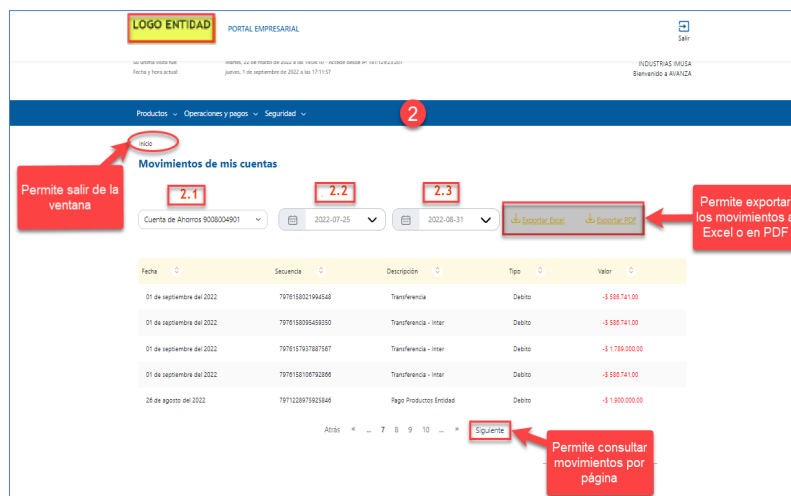 LOGO ENTIDAD
PORTAL EMPRESARIAL
Salir
Fecha y hora actual: jueves, 1 de septiembre de 2022 a las 17:11:57
INDUSTRIAS IMUSA
Bienvenido a AVANZA
Productos Operaciones y pagos Seguridad
2
Inicio
Movimientos de mis cuentas
Permite salir de la
ventana
2.1
2.2
2.3
Cuenta de Ahorros 9008004901
2022-07-25
2022-08-31
Exportar Excel
Exportar PDF
Permite exportar
los movimientos a
Excel o en PDF
Fecha Secuencia Descripción Tipo Valor
01 de septiembre del 2022 7976158021994548 Transferencia Debito -$ 586.741.00
01 de septiembre del 2022 7976158095459350 Transferencia - Inter Debito -$ 586.741.00
01 de septiembre del 2022 7976157937887567 Transferencia - Inter Debito -$ 1.789.000.00
01 de septiembre del 2022 7976158106792866 Transferencia - Inter Debito -$ 586.741.00
26 de agosto del 2022 7971228975925846 Pago Productos Entidad Debito -$ 1.900.000.00
Atrás « ... 7 8 9 10 ... » Siguiente
Permite consultar
movimientos por
página